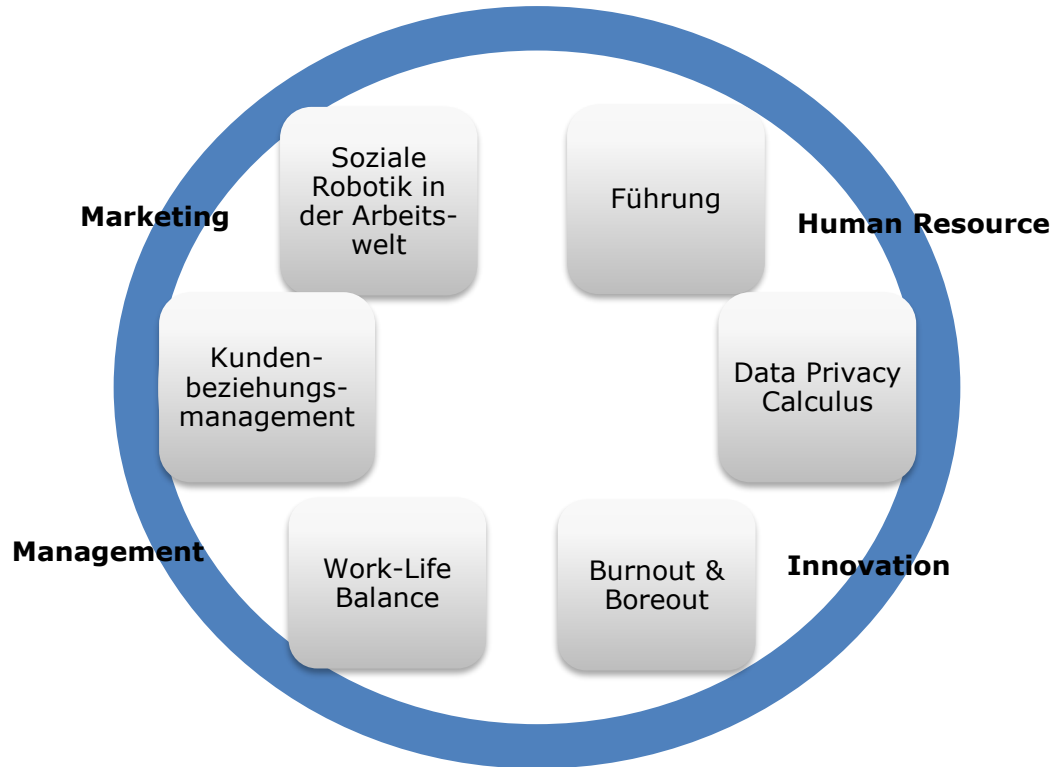 Soziale
Robotik in
der Arbeits-
welt
Führung
Marketing
Human Resource
Kunden-
beziehungs-
management
Data Privacy
Calculus
Management
Work-Life
Balance
Burnout &
Boreout
Innovation